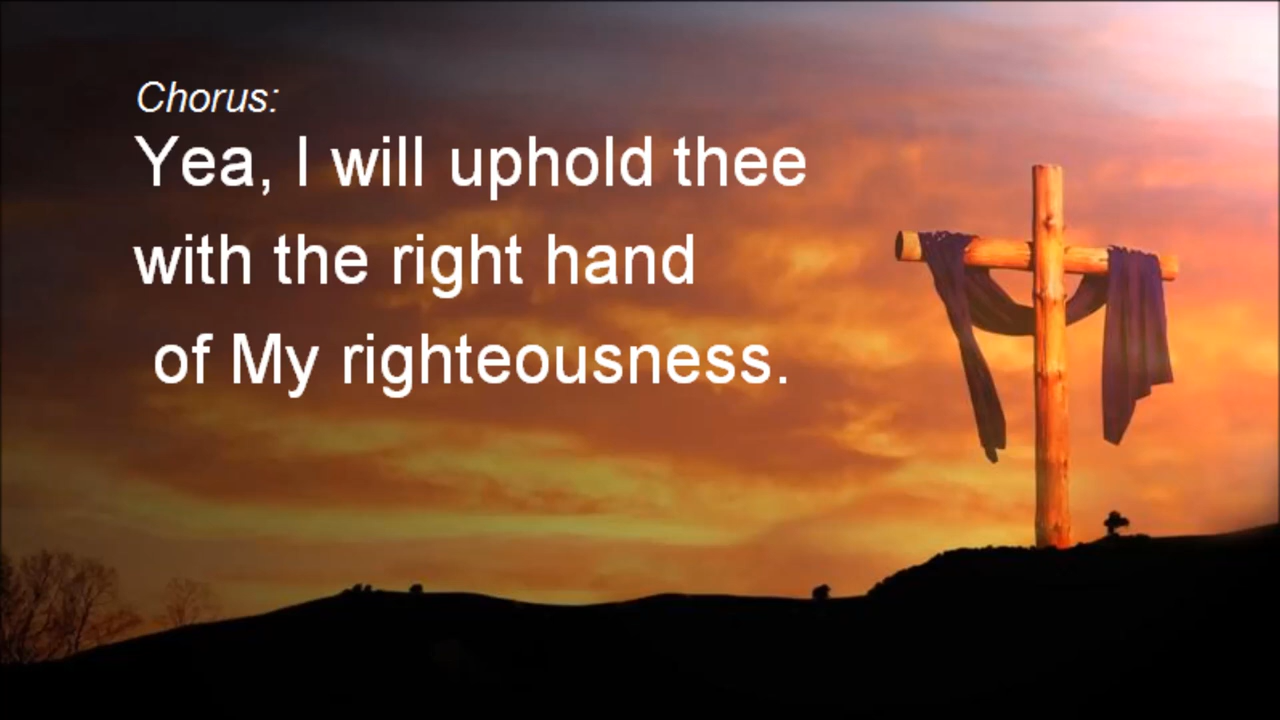 Chorus:
Yea, I will uphold thee
with the right hand
of My righteousness.